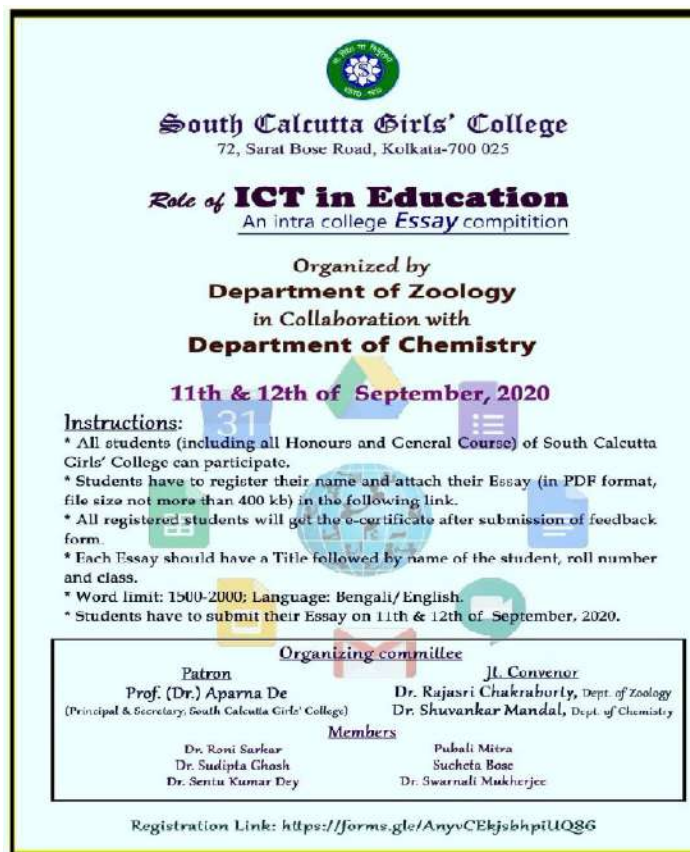 South Calcutta Girls' College
72, Sarat Bose Road, Kolkata-700 025
Role of ICT in Education
An intra college Essay compitition
Organized by
Department of Zoology
in Collaboration with
Department of Chemistry
11th & 12th of September, 2020
31
Instructions:
* All students (including all Honours and General Course) of South Calcutta
Girls' College can participate.
* Students have to register their name and attach their Essay (in PDF format,
file size not more than 400 kb) in the following link.
* All registered students will get the e-certificate after submission of feedback
form.
* Each Essay should have a Title followed by name of the student, roll number
and class.
* Word limit: 1500-2000; Language: Bengali/English.
* Students have to submit their Essay on 11th & 12th of September, 2020.
Organizing committee
Patron
Prof. (Dr.) Aparna De
(Principal & Secretary, South Calcutta Girls' College)
Jt. Convenor
Dr. Rajasri Chakraborty, Dept. of Zoology
Dr. Shuvankar Mandal, Dept. of Chemistry
Members
Dr. Roni Sarkar
Dr. Sudipta Ghosh
Dr. Sentu Kumar Dey
Pubali Mitra
Sucheta Bose
Dr. Swarnali Mukherjee
Registration Link: https://forms.gle/AnyvCEkjsbhpiUQ86